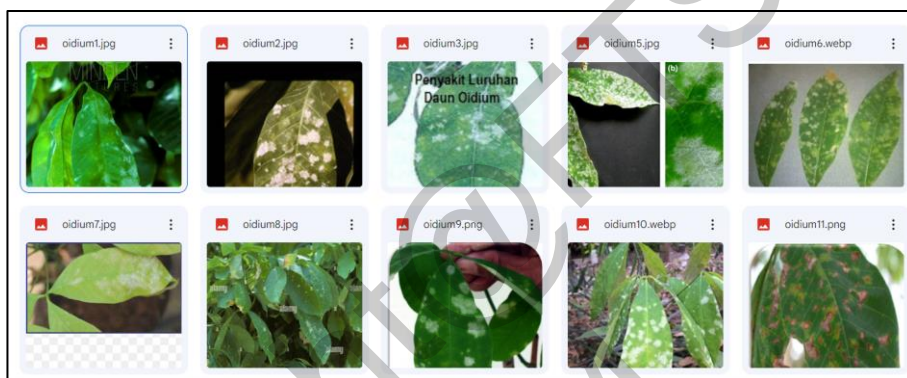 oidium1.jpg
oidium2.jpg
oidium3.jpg
oidium5.jpg
oidium6.webp
Penyakit Luruhan
Daun Oidium
(b)
oidium7.jpg
oidium8.jpg
oidium9.png
oidium10.webp
oidium11.png